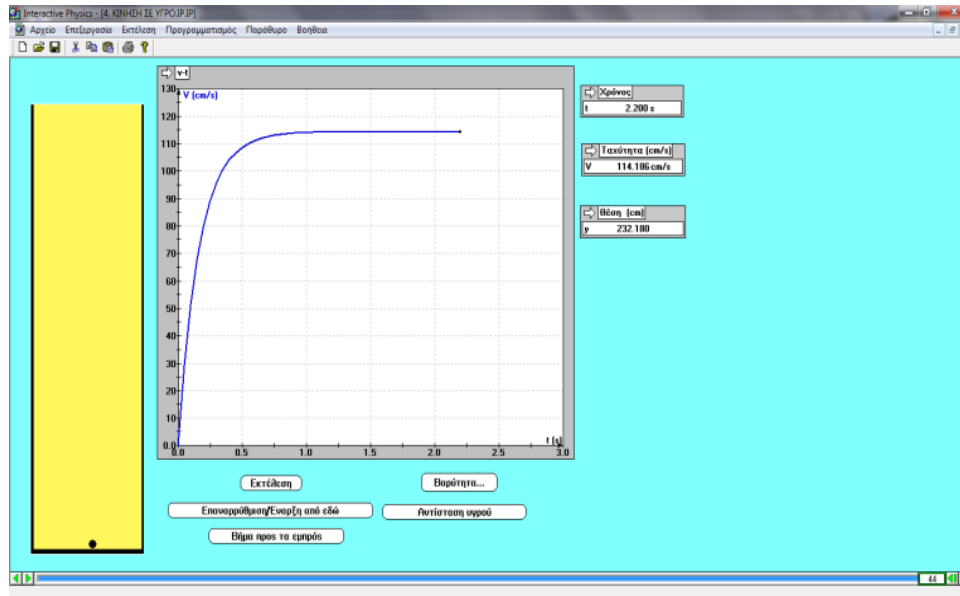 Interactive Physics - [4. ΚΙΝΗΣΗ ΣΕ ΥΓΡΟ.IP.IP]
Αρχείο Επεξεργασία Εκτέλεση Προγραμματισμός Παράθυρο Βοήθεια
v-t
V (cm/s)
130
120
110
100
90
80
70
60
50
40
30
20
10
0.0
0.0 0.5 1.0 1.5 2.0 2.5 3.0
t (s)
Χρόνος
t 2.200 s
Ταχύτητα (cm/s)
V 114.186 cm/s
Θέση (cm)
y 232.180
Εκτέλεση
Βαρύτητα...
Επαναρρύθμιση/Έναρξη από εδώ
Αντίσταση υγρού
Βήμα προς τα εμπρός
44